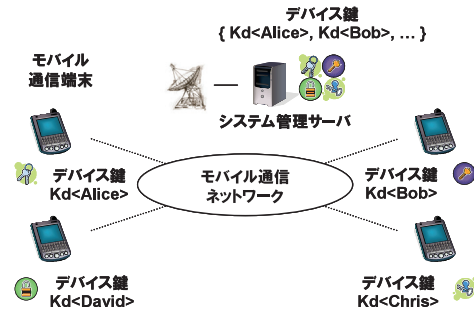 デバイス鍵
{ Kd<Alice>, Kd<Bob>, … }
モバイル
通信端末
システム管理サーバ
デバイス鍵
Kd<Alice>
モバイル通信
ネットワーク
デバイス鍵
Kd<Bob>
デバイス鍵
Kd<David>
デバイス鍵
Kd<Chris>